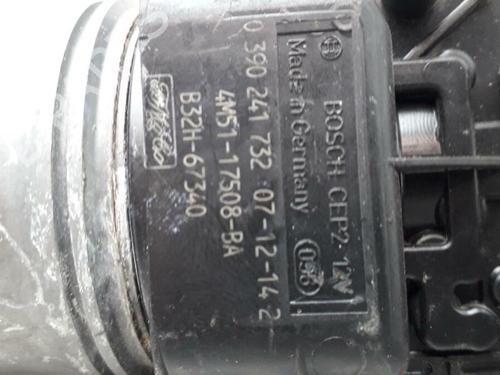 BOSCH CEP2 12V
Made in Germany
036
0 390 241 732 07-12-14 2
4M51-17508-BA
B32H-67340